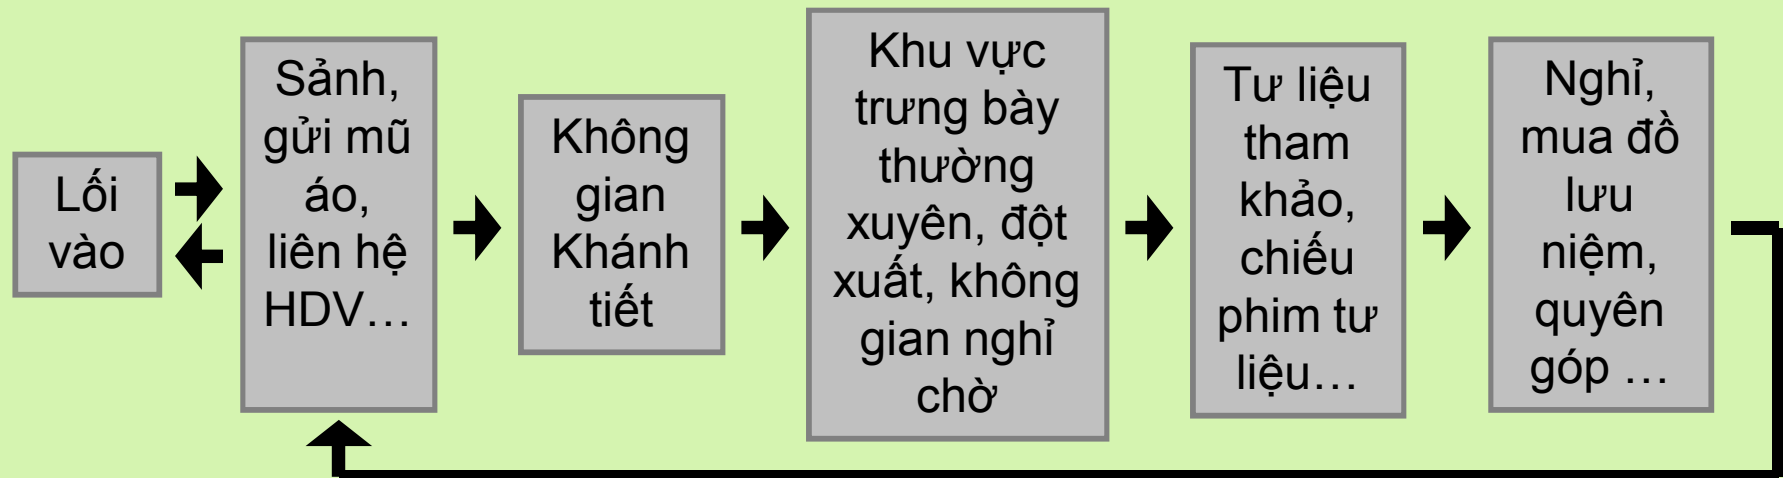 Lối
vào
Sảnh,
gửi mũ
áo,
liên hệ
HDV…
Không
gian
Khánh
tiết
Khu vực
trưng bày
thường
xuyên, đột
xuất, không
gian nghỉ
chờ
Tư liệu
tham
khảo,
chiếu
phim tư
liệu…
Nghỉ,
mua đồ
lưu
niệm,
quyên
góp …